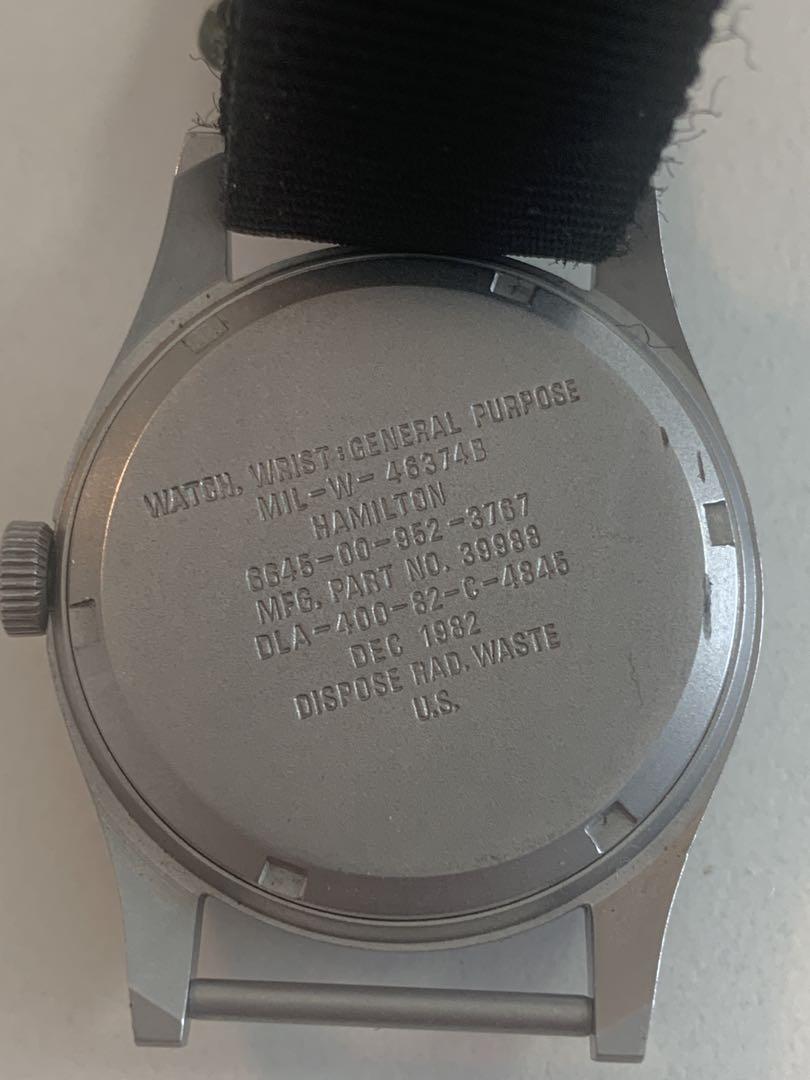 WATCH, WRIST: GENERAL PURPOSE
MIL-W-46374B
HAMILTON
6645-00-952-3767
MFG. PART NO. 39988
DLA-400-82-C-4845
DEC 1982
DISPOSE RAD. WASTE
U.S.